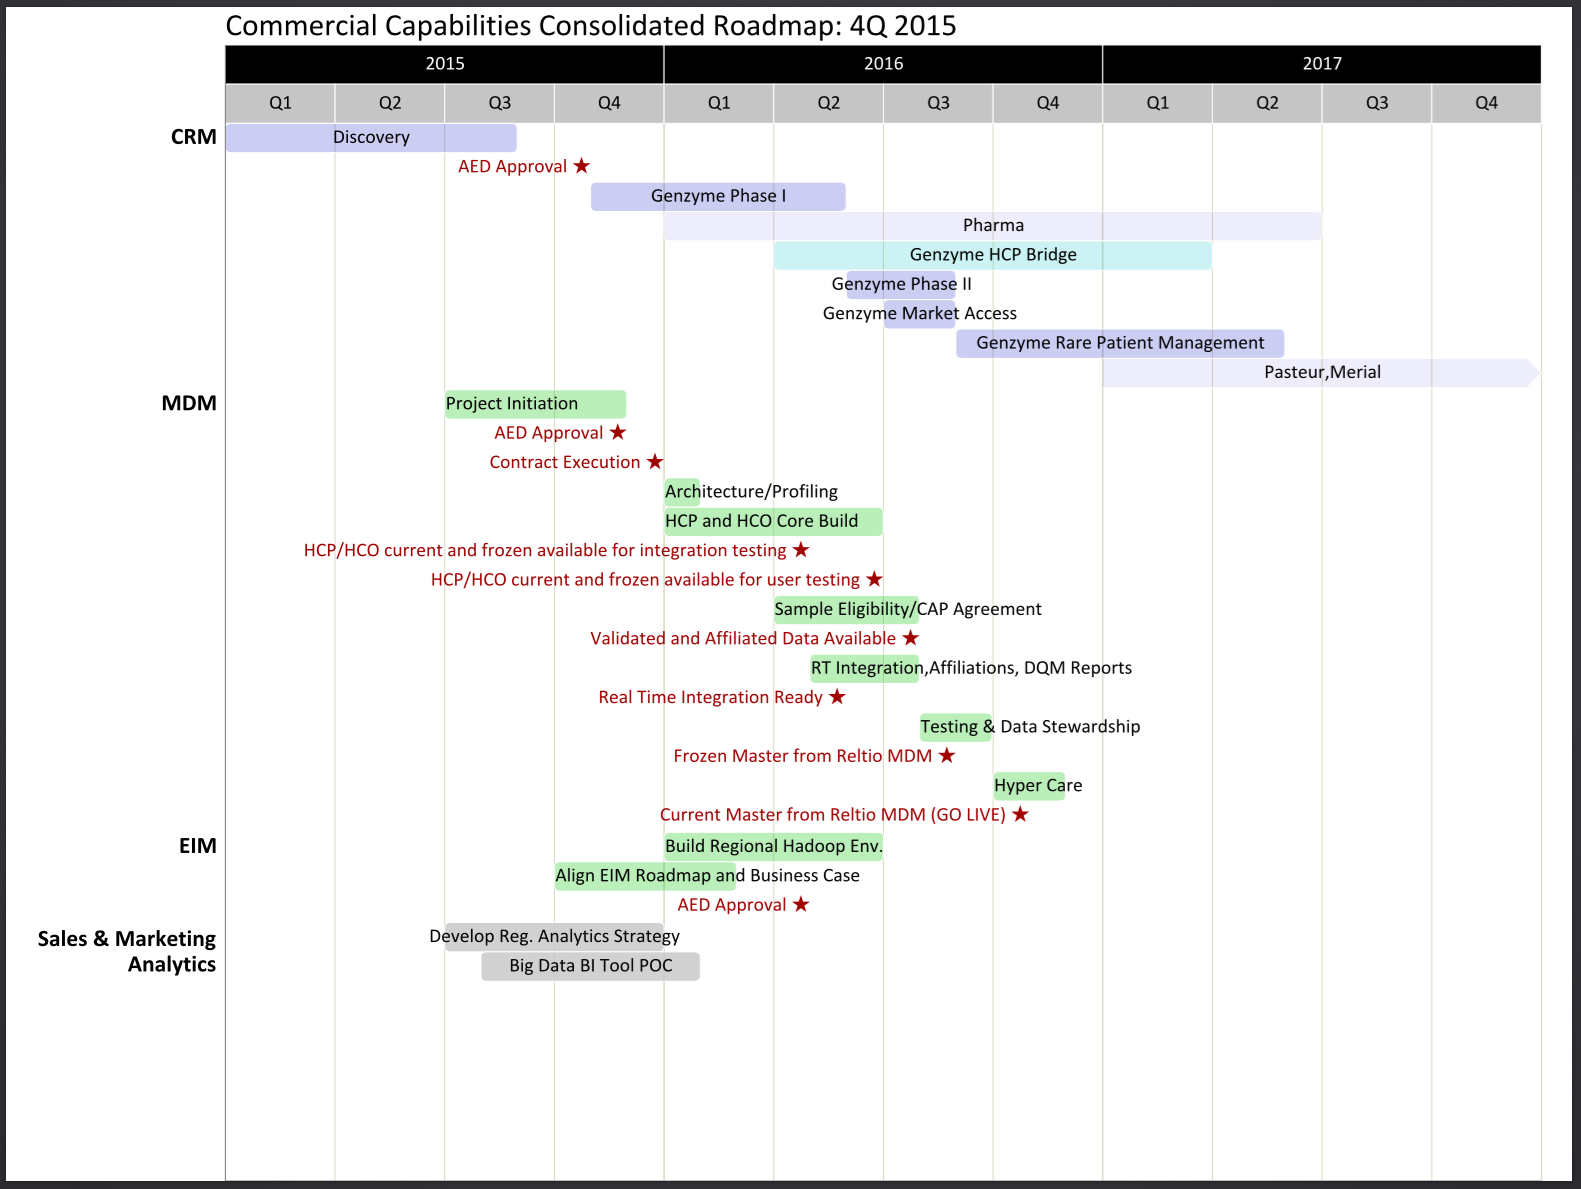 Commercial Capabilities Consolidated Roadmap: 4Q 2015
2015 2016 2017
Q1 Q2 Q3 Q4 Q1 Q2 Q3 Q4 Q1 Q2 Q3 Q4
CRM Discovery
AED Approval
Genzyme Phase I
Pharma
Genzyme HCP Bridge
Genzyme Phase II
Genzyme Market Access
Genzyme Rare Patient Management
Pasteur,Merial
MDM Project Initiation
AED Approval
Contract Execution
Architecture/Profiling
HCP and HCO Core Build
HCP/HCO current and frozen available for integration testing
HCP/HCO current and frozen available for user testing
Sample Eligibility/CAP Agreement
Validated and Affiliated Data Available
RT Integration,Affiliations, DQM Reports
Real Time Integration Ready
Testing & Data Stewardship
Frozen Master from Reltio MDM
Hyper Care
Current Master from Reltio MDM (GO LIVE)
EIM Build Regional Hadoop Env.
Align EIM Roadmap and Business Case
AED Approval
Sales & Marketing Develop Reg. Analytics Strategy
Analytics Big Data BI Tool POC